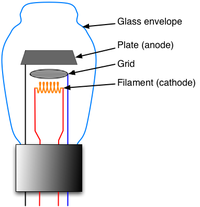 Glass envelope
Plate (anode)
Grid
Filament (cathode)